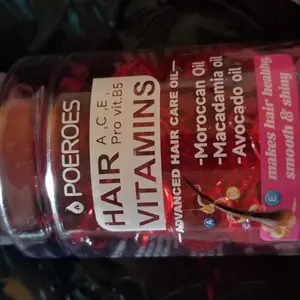 POEROES
HAIR A ,C,E,
Pro vit.B5
VITAMINS
—ADVANCED HAIR CARE OIL—
-Moroccan Oil
-Macadamia oil
-Avocado oil
makes hair healthy
smooth & shiny
A
E